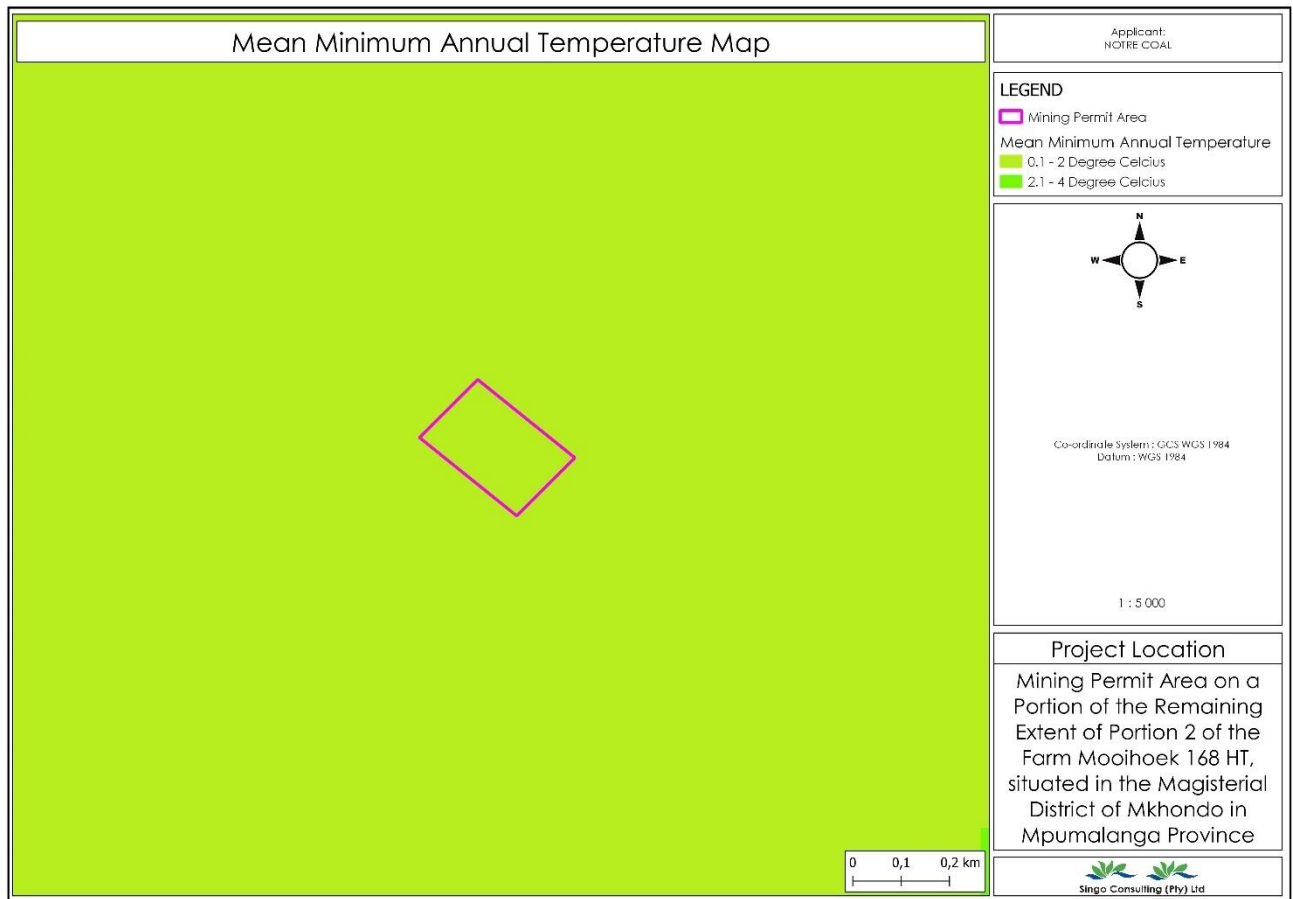 Mean Minimum Annual Temperature Map
Applicant:
NOTRE COAL
LEGEND
Mining Permit Area
Mean Minimum Annual Temperature
0.1 - 2 Degree Celcius
2.1 - 4 Degree Celcius
N
W E
S
Co-ordinate System : GCS WGS 1984
Datum : WGS 1984
1 : 5 000
Project Location
Mining Permit Area on a
Portion of the Remaining
Extent of Portion 2 of the
Farm Mooihoek 168 HT,
situated in the Magisterial
District of Mkhondo in
Mpumalanga Province
0 0,1 0,2 km
Singo Consulting (Pty) Ltd